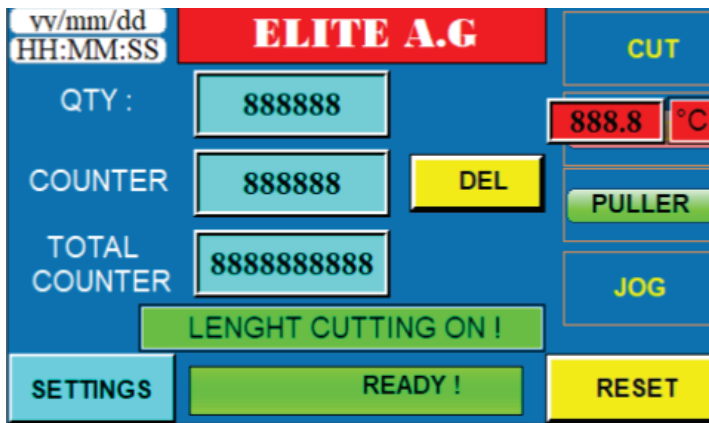 yy/mm/dd
HH:MM:SS
ELITE A.G
CUT
QTY :
888888
888.8
°C
COUNTER
888888
DEL
PULLER
TOTAL
COUNTER
8888888888
JOG
LENGHT CUTTING ON !
SETTINGS
READY !
RESET